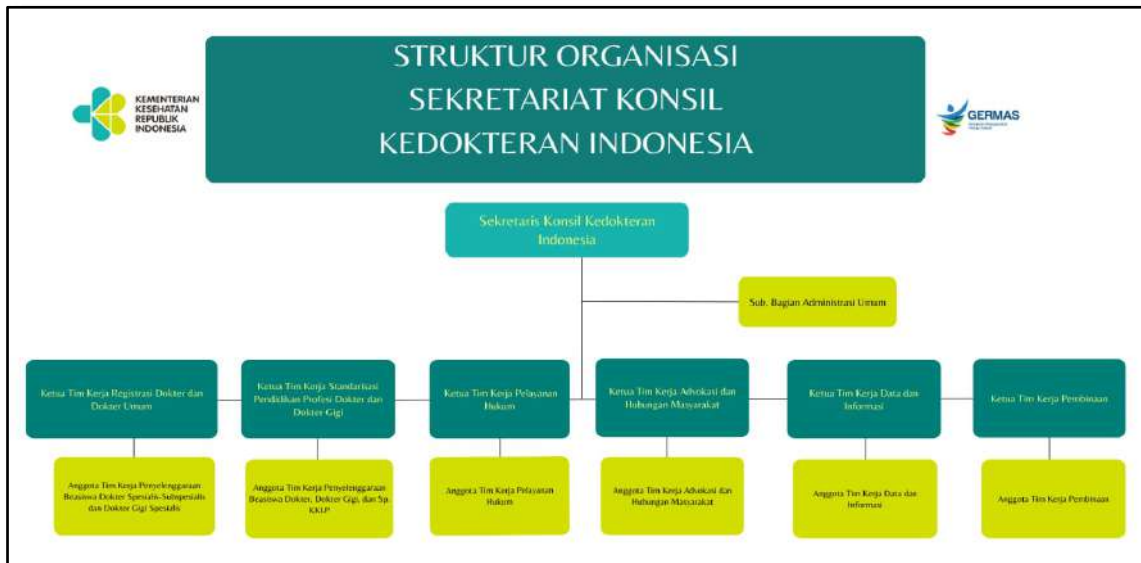 STRUKTUR ORGANISASI
SEKRETARIAT KONSIL
KEDOKTERAN INDONESIA
KEMENTERIAN
KESEHATAN
REPUBLIK
INDONESIA
GERMAS
Sekretaris Konsil Kedokteran
Indonesia
Sub. Bagian Administrasi Umum
Ketua Tim Kerja Registrasi Dokter dan
Dokter Umum
Ketua Tim Kerja Standarisasi
Pendidikan Profesi Dokter dan
Dokter Gigi
Ketua Tim Kerja Pelayanan
Hukum
Ketua Tim Kerja Advokasi dan
Hubungan Masyarakat
Ketua Tim Kerja Data dan
Informasi
Ketua Tim Kerja Pembinaan
Anggota Tim Kerja Penyelenggaraan
Beasiswa Dokter Spesialis-Subspesialis
dan Dokter Gigi Spesialis
Anggota Tim Kerja Penyelenggaraan
Beasiswa Dokter, Dokter Gigi, dan Sp.
KKLP
Anggota Tim Kerja Pelayanan
Hukum
Anggota Tim Kerja Advokasi dan
Hubungan Masyarakat
Anggota Tim Kerja Data dan
Informasi
Anggota Tim Kerja Pembinaan